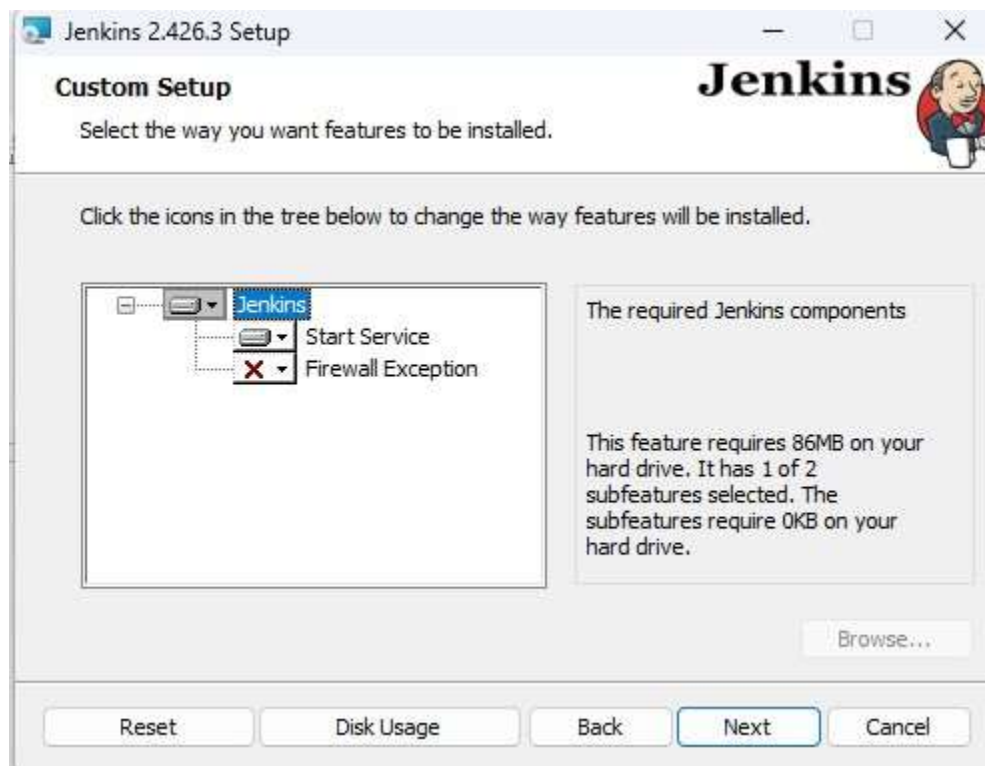 Jenkins 2.426.3 Setup
Custom Setup
Jenkins
Select the way you want features to be installed.
Click the icons in the tree below to change the way features will be installed.
Jenkins
Start Service
Firewall Exception
The required Jenkins components
This feature requires 86MB on your
hard drive. It has 1 of 2
subfeatures selected. The
subfeatures require 0KB on your
hard drive.
Browse...
Reset
Disk Usage
Back
Next
Cancel